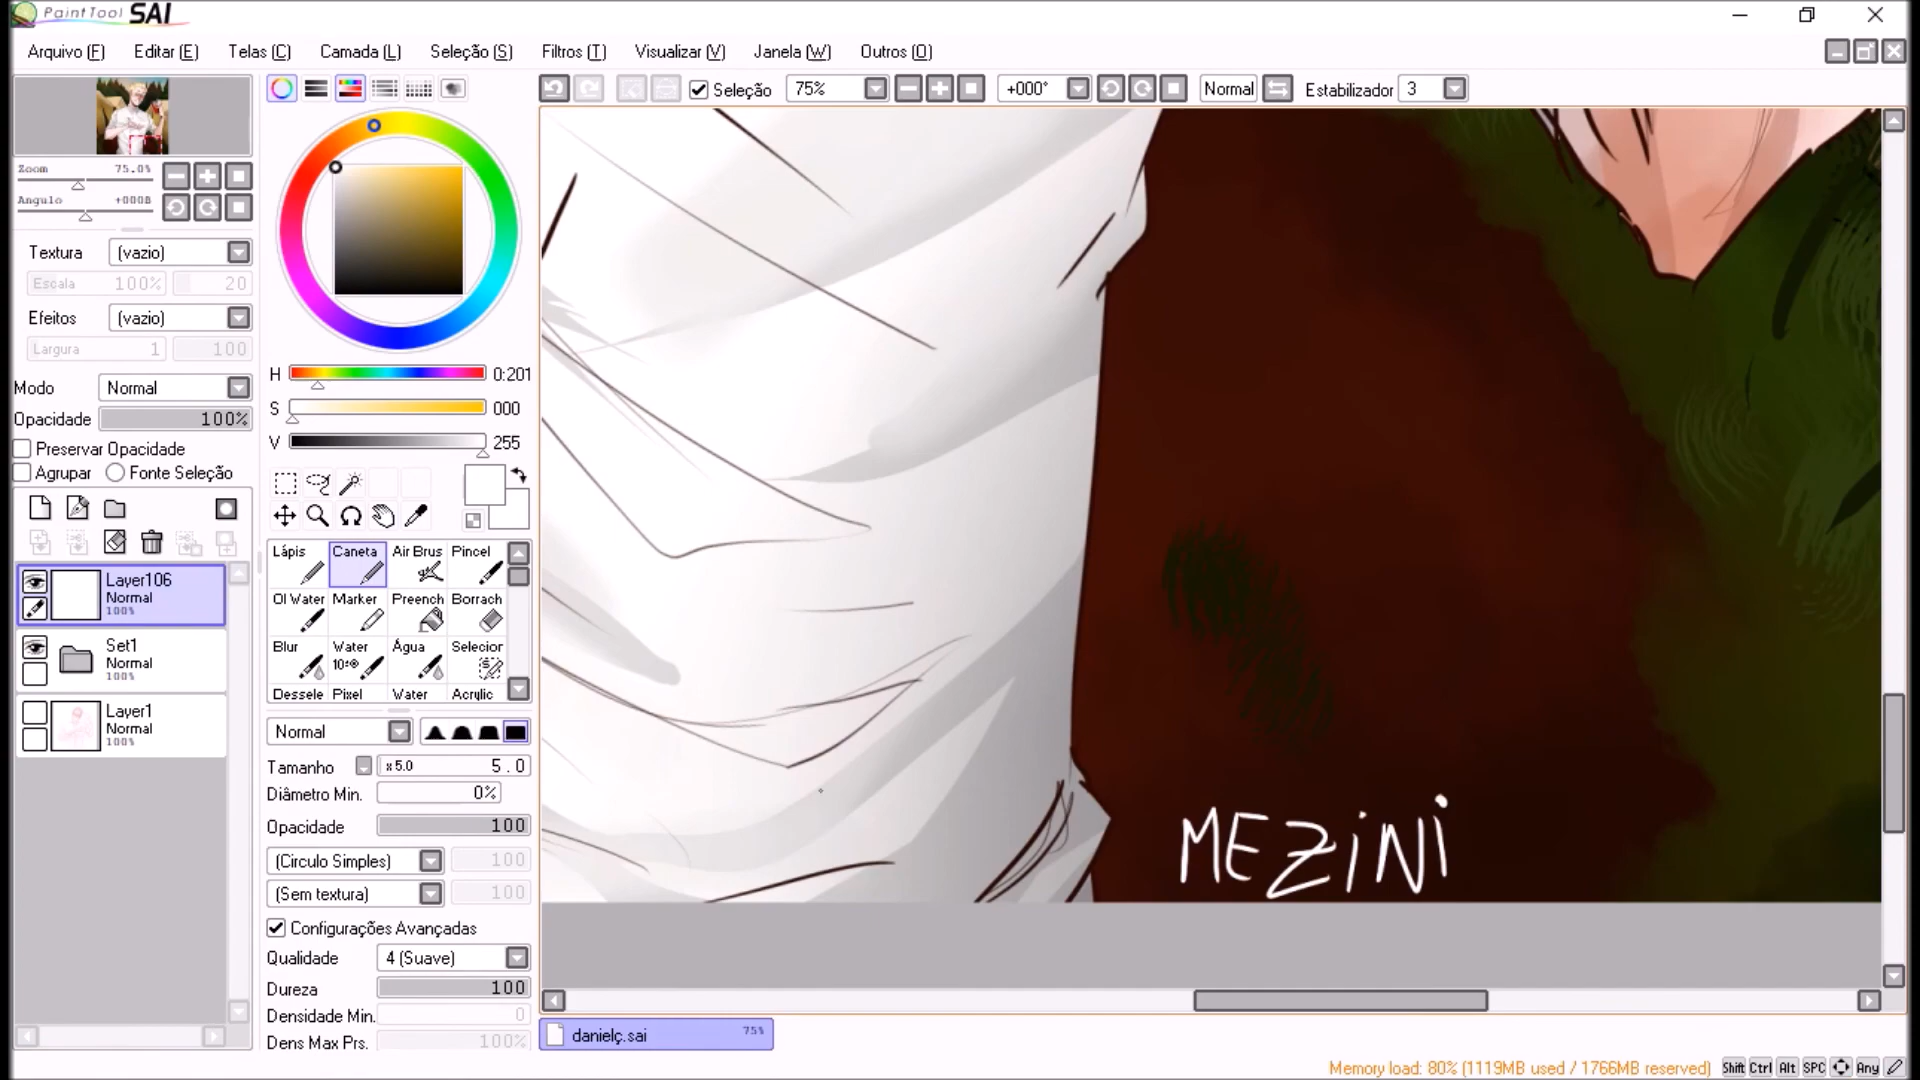 PaintTool SAI
Arquivo (F) Editar (E) Telas (C) Camada (L) Seleção (S) Filtros (T) Visualizar (V) Janela (W) Outros (O)
Seleção 75% +000° Normal Estabilizador 3
Zoom 75.0%
Angulo +000B
Textura (vazio)
Escala 100% 20
Efeitos (vazio)
Largura 1 100
Modo Normal
Opacidade 100%
Preservar Opacidade
Agrupar Fonte Seleção
Layer106
Normal
100%
Set1
Normal
100%
Layer1
Normal
100%
H 0:201
S 000
V 255
Lápis Caneta Air Brus Pincel
Ol Water Marker Preench Borrach
Blur Water Água Selecior
Dessele Pixel Water Acrylic
Normal
Tamanho x 5.0 5.0
Diâmetro Min. 0%
Opacidade 100
(Circulo Simples) 100
(Sem textura) 100
Configurações Avançadas
Qualidade 4 (Suave)
Dureza 100
Densidade Min. 0
Dens Max Prs. 100%
MEZiNi
danielç.sai 75%
Memory load: 80% (1119MB used / 1766MB reserved) Shift Ctrl Alt SPC Any